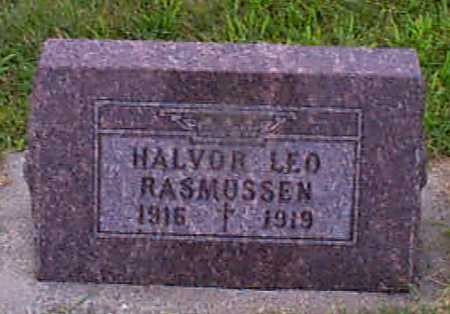 HALVOR LEO
RASMUSSEN
1916 † 1919